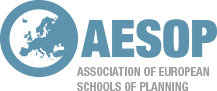 AESOP
ASSOCIATION OF EUROPEAN
SCHOOLS OF PLANNING